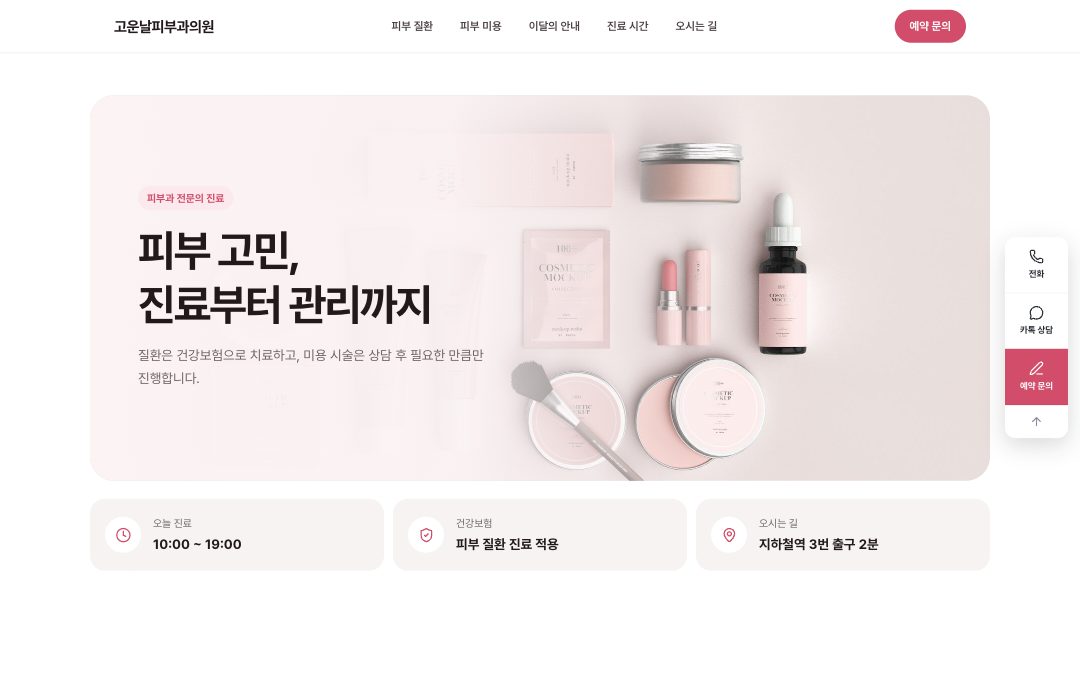 고운날피부과의원
피부 질환
피부 미용
이달의 안내
진료 시간
오시는 길
예약 문의
피부과 전문의 진료
피부 고민,
진료부터 관리까지
질환은 건강보험으로 치료하고, 미용 시술은 상담 후 필요한 만큼만
진행합니다.
COSMETIC
MOCKUP
전화
카톡 상담
예약 문의
오늘 진료
10:00 ~ 19:00
건강보험
피부 질환 진료 적용
오시는 길
지하철역 3번 출구 2분